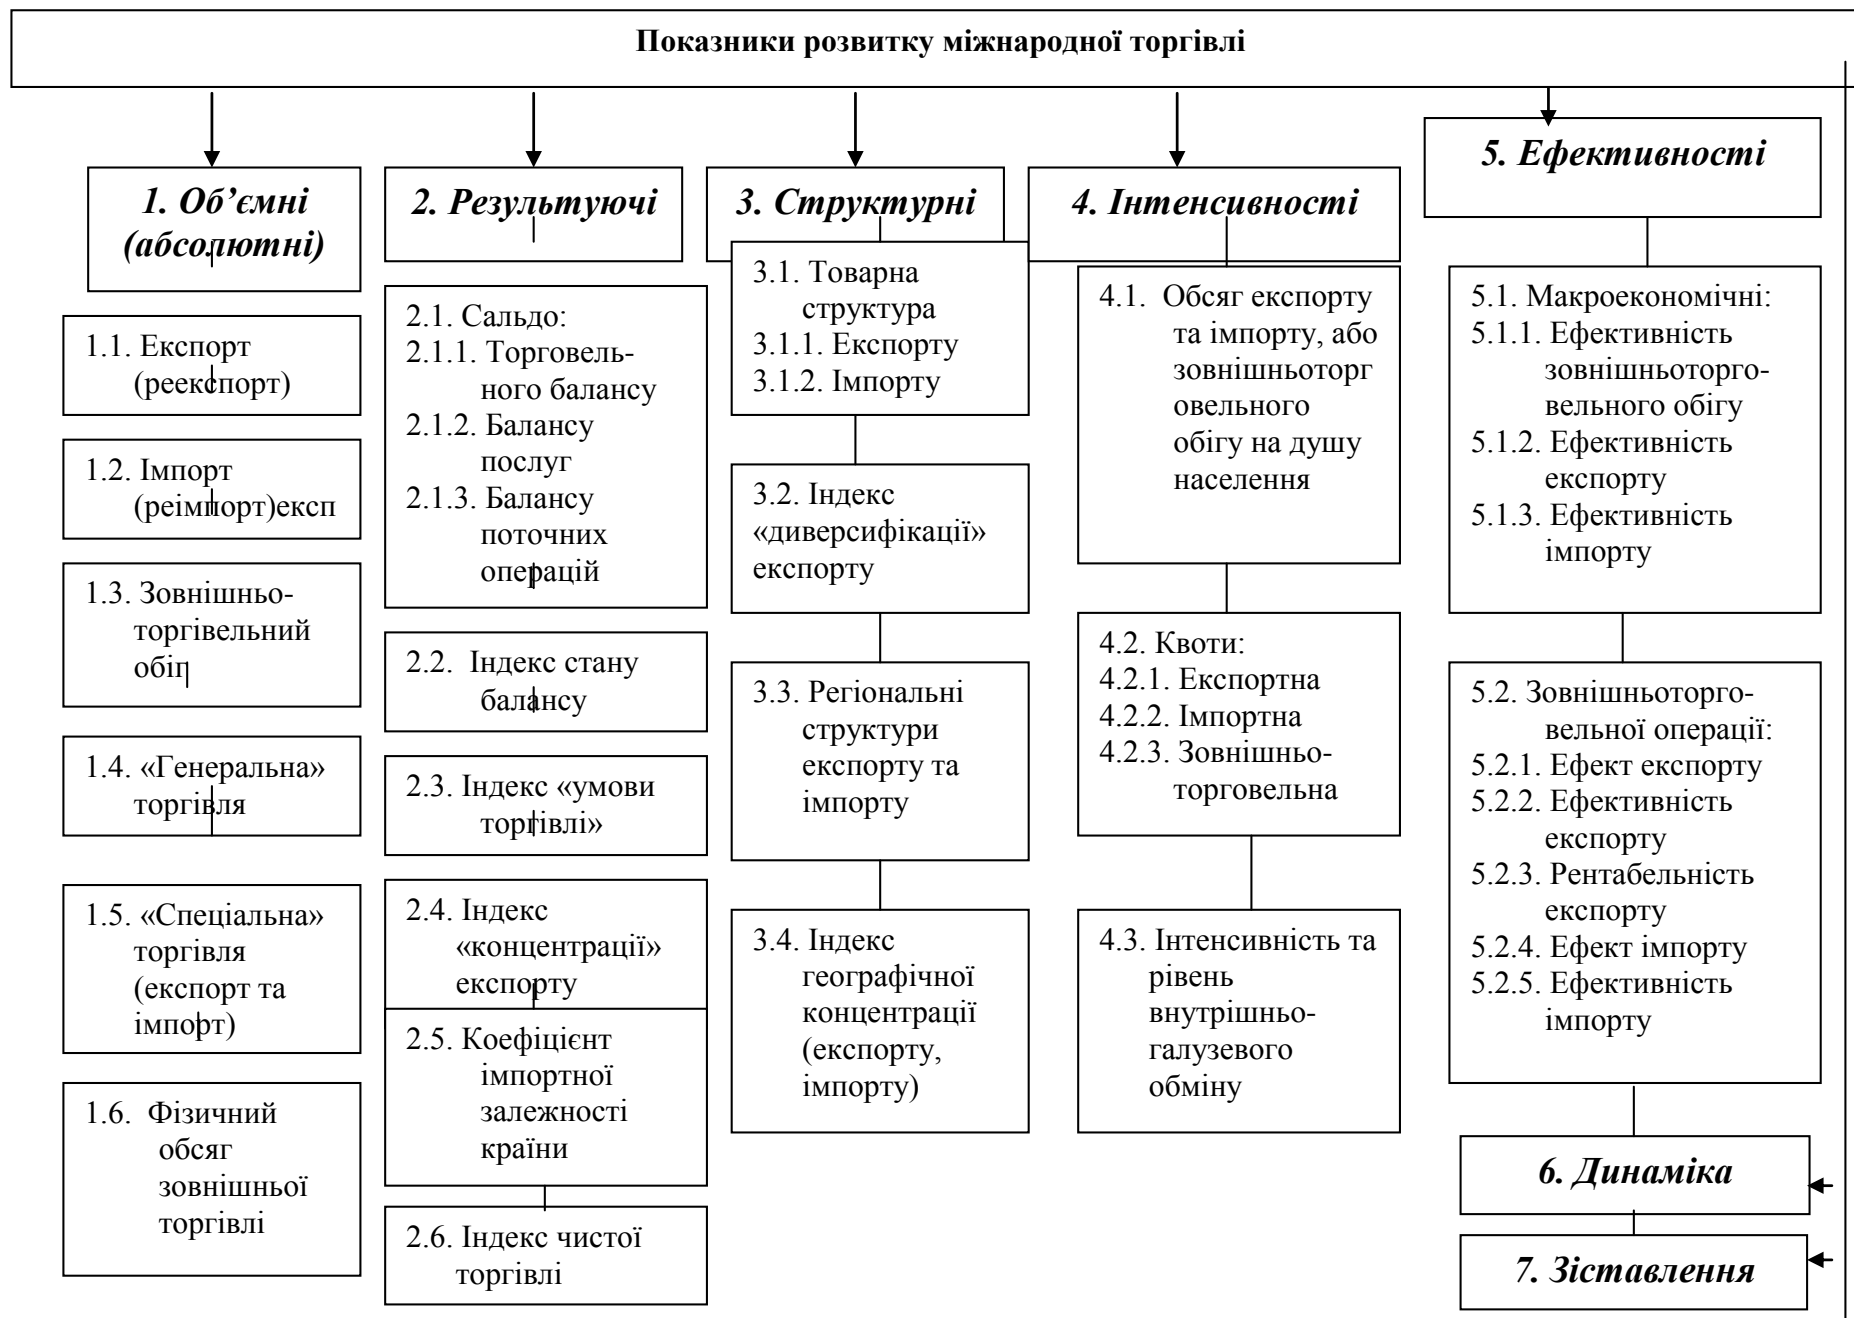 Показники розвитку міжнародної торгівлі
1. Об’ємні
(абсолютні)
1.1. Експорт
(реекспорт)
1.2. Імпорт
(реімпорт)експ
1.3. Зовнішньо-
торгівельний
обіг
1.4. «Генеральна»
торгівля
1.5. «Спеціальна»
торгівля
(експорт та
імпорт)
1.6. Фізичний
обсяг
зовнішньої
торгівлі
2. Результуючі
2.1. Сальдо:
2.1.1. Торговель-
ного балансу
2.1.2. Балансу
послуг
2.1.3. Балансу
поточних
операцій
2.2. Індекс стану
балансу
2.3. Індекс «умови
торгівлі»
2.4. Індекс
«концентрації»
експорту
2.5. Коефіцієнт
імпортної
залежності
країни
2.6. Індекс чистої
торгівлі
3. Структурні
3.1. Товарна
структура
3.1.1. Експорту
3.1.2. Імпорту
3.2. Індекс
«диверсифікації»
експорту
3.3. Регіональні
структури
експорту та
імпорту
3.4. Індекс
географічної
концентрації
(експорту,
імпорту)
4. Інтенсивності
4.1. Обсяг експорту
та імпорту, або
зовнішньоторг
овельного
обігу на душу
населення
4.2. Квоти:
4.2.1. Експортна
4.2.2. Імпортна
4.2.3. Зовнішньо-
торговельна
4.3. Інтенсивність та
рівень
внутрішньо-
галузевого
обміну
5. Ефективності
5.1. Макроекономічні:
5.1.1. Ефективність
зовнішньоторго-
вельного обігу
5.1.2. Ефективність
експорту
5.1.3. Ефективність
імпорту
5.2. Зовнішньоторго-
вельної операції:
5.2.1. Ефект експорту
5.2.2. Ефективність
експорту
5.2.3. Рентабельність
експорту
5.2.4. Ефект імпорту
5.2.5. Ефективність
імпорту
6. Динаміка
7. Зіставлення